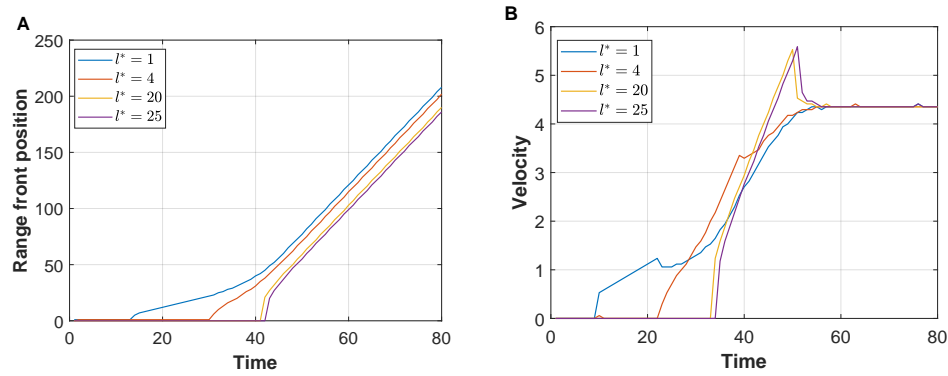 A
250
200
150
100
50
0
Range front position
0 20 40 60 80
Time
l* = 1
l* = 4
l* = 20
l* = 25
B
6
5
4
3
2
1
0
Velocity
0 20 40 60 80
Time
l* = 1
l* = 4
l* = 20
l* = 25